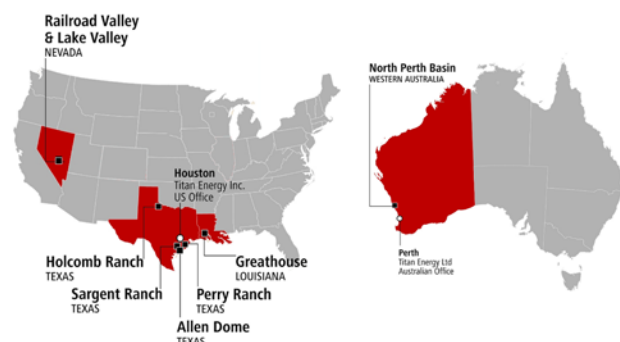 Railroad Valley
& Lake Valley
NEVADA
Houston
Titan Energy Inc.
US Office
Holcomb Ranch
TEXAS
Greathouse
LOUISIANA
Sargent Ranch
TEXAS
Perry Ranch
TEXAS
Allen Dome
TEXAS
North Perth Basin
WESTERN AUSTRALIA
Perth
Titan Energy Ltd
Australian Office